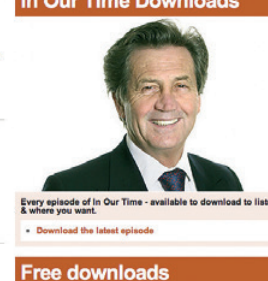 In Our Time Downloads
Every episode of In Our Time - available to download to
& where you want.
Download the latest episode
Free downloads